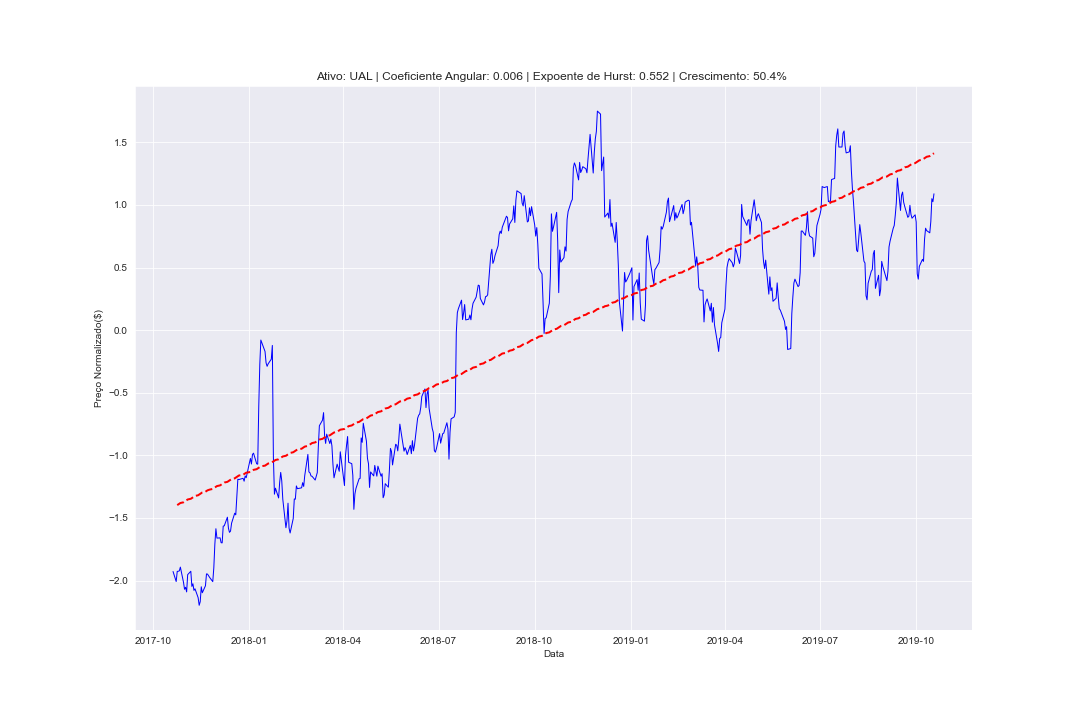 Ativo: UAL | Coeficiente Angular: 0.006 | Expoente de Hurst: 0.552 | Crescimento: 50.4%
Preço Normalizado($)
1.5
1.0
0.5
0.0
−0.5
−1.0
−1.5
−2.0
2017-10 2018-01 2018-04 2018-07 2018-10 2019-01 2019-04 2019-07 2019-10
Data